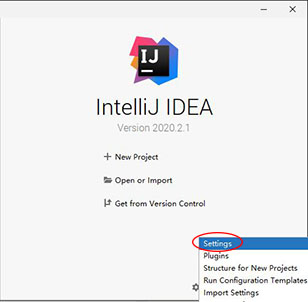 IJ
IntelliJ IDEA
Version 2020.2.1
New Project
Open or Import
Get from Version Control
Settings
Plugins
Structure for New Projects
Run Configuration Templates
Import Settings